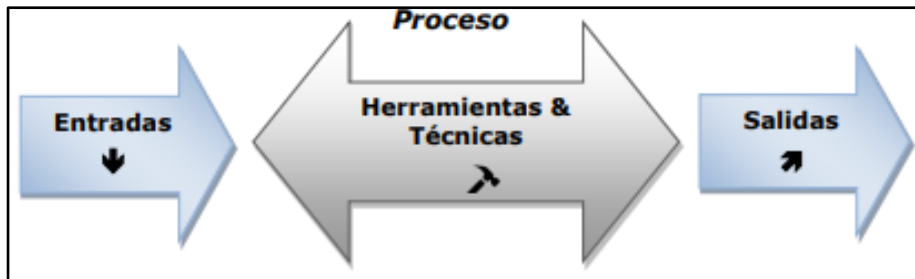 Proceso
Entradas
Herramientas &
Técnicas
Salidas